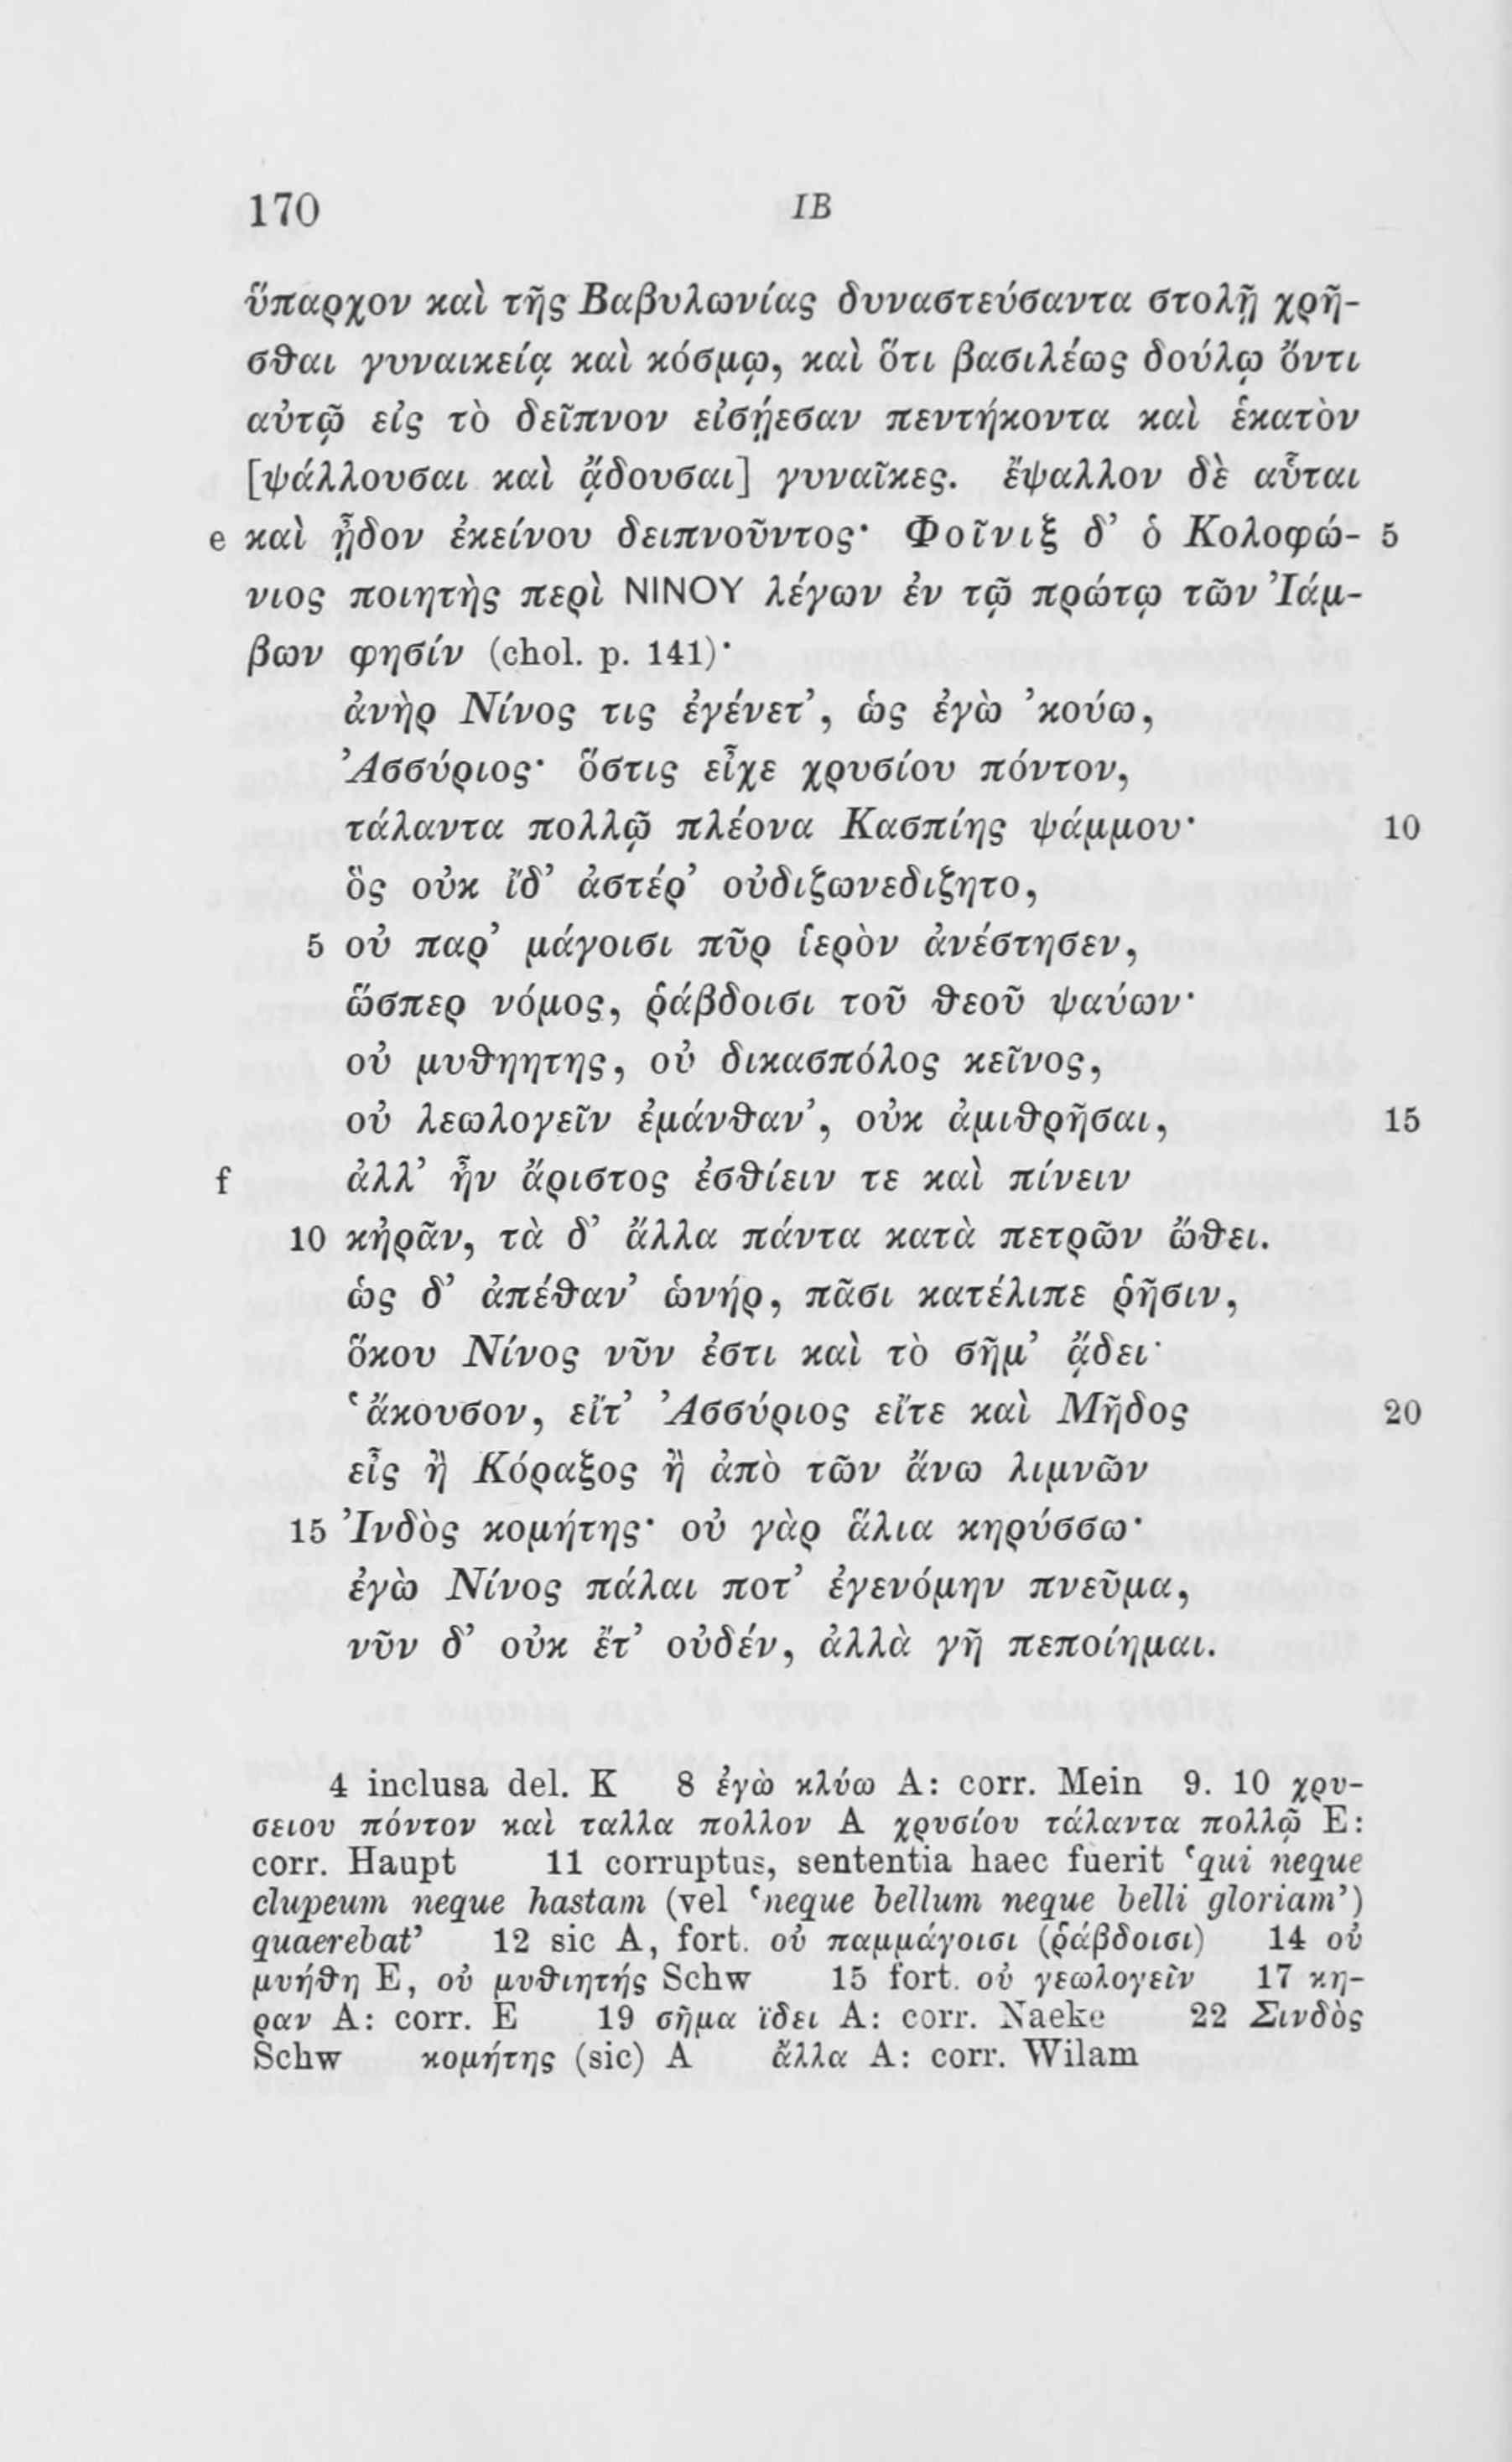 170 IB
ὕπαρχον καὶ τῆς Βαβυλωνίας δυναστεύσαντα στολῇ χρῆ-
σθαι γυναικείᾳ καὶ κόσμῳ, καὶ ὅτι βασιλέως δούλῳ ὄντι
αὐτῷ εἰς τὸ δεῖπνον εἰσῄεσαν πεντήκοντα καὶ ἑκατὸν
[ψάλλουσαι καὶ ᾄδουσαι] γυναῖκες. ἔψαλλον δὲ αὗται
e καὶ ᾖδον ἐκείνου δειπνοῦντος· Φοῖνιξ δ’ ὁ Κολοφώ- 5
νιος ποιητὴς περὶ ΝΙΝΟΥ λέγων ἐν τῷ πρώτῳ τῶν Ἰάμ-
βων φησίν (chol. p. 141)·
ἀνὴρ Νίνος τις ἐγένετ’, ὡς ἐγὼ ’κούω,
Ἀσσύριος· ὅστις εἶχε χρυσίου πόντον,
τάλαντα πολλῷ πλέονα Κασπίης ψάμμου· 10
ὃς οὐκ ἴδ’ ἀστέρ’ οὐδιζωνεδιζητο,
5 οὐ παρ’ μάγοισι πῦρ ἱερὸν ἀνέστησεν,
ὥσπερ νόμος, ῥάβδοισι τοῦ θεοῦ ψαύων·
οὐ μυθηητης, οὐ δικασπόλος κεῖνος,
οὐ λεωλογεῖν ἐμάνθαν’, οὐκ ἀμιθρῆσαι, 15
f ἀλλ’ ἦν ἄριστος ἐσθίειν τε καὶ πίνειν
10 κἠρᾶν, τὰ δ’ ἄλλα πάντα κατὰ πετρῶν ὤθει.
ὡς δ’ ἀπέθαν’ ὡνήρ, πᾶσι κατέλιπε ῥῆσιν,
ὅκου Νίνος νῦν ἐστι καὶ τὸ σῆμ’ ᾄδει·
‘ἄκουσον, εἴτ’ Ἀσσύριος εἴτε καὶ Μῆδος 20
εἶς ἢ Κόραξος ἢ ἀπὸ τῶν ἄνω λιμνῶν
15 Ἰνδὸς κομήτης· οὐ γὰρ ἅλια κηρύσσω·
ἐγὼ Νίνος πάλαι ποτ’ ἐγενόμην πνεῦμα,
νῦν δ’ οὐκ ἔτ’ οὐδέν, ἀλλὰ γῆ πεποίημαι.
4 inclusa del. K 8 ἐγὼ κλύω A: corr. Mein 9. 10 χρυ-
σειου πόντον καὶ ταλλα πολλον A χρυσίου τάλαντα πολλῷ E:
corr. Haupt 11 corruptus, sententia haec fuerit ‘qui neque
clupeum neque hastam (vel ‘neque bellum neque belli gloriam’)
quaerebat’ 12 sic A, fort. οὐ παμμάγοισι (ῥάβδοισι) 14 οὐ
μυήθη E, οὐ μυθιητής Schw 15 fort. οὐ γεωλογεῖν 17 κη-
ραν A: corr. E 19 σῆμα ϊδει A: corr. Naeke 22 Σινδὸς
Schw κομήτης (sic) A ἄλλα A: corr. Wilam